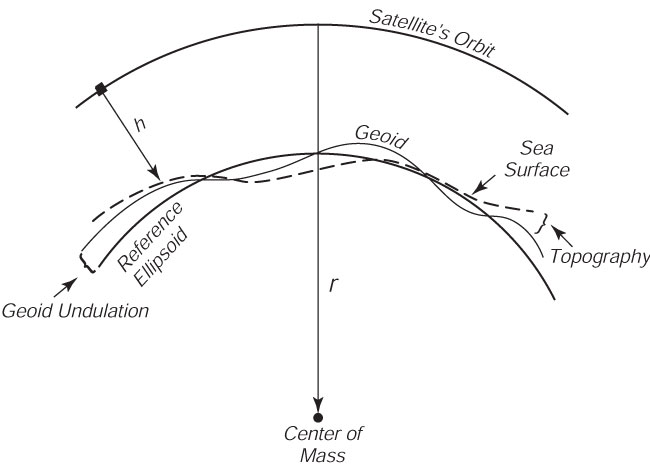 Satellite's Orbit
h
Geoid
Sea
Surface
Reference
Ellipsoid
Topography
r
Geoid Undulation
Center of
Mass